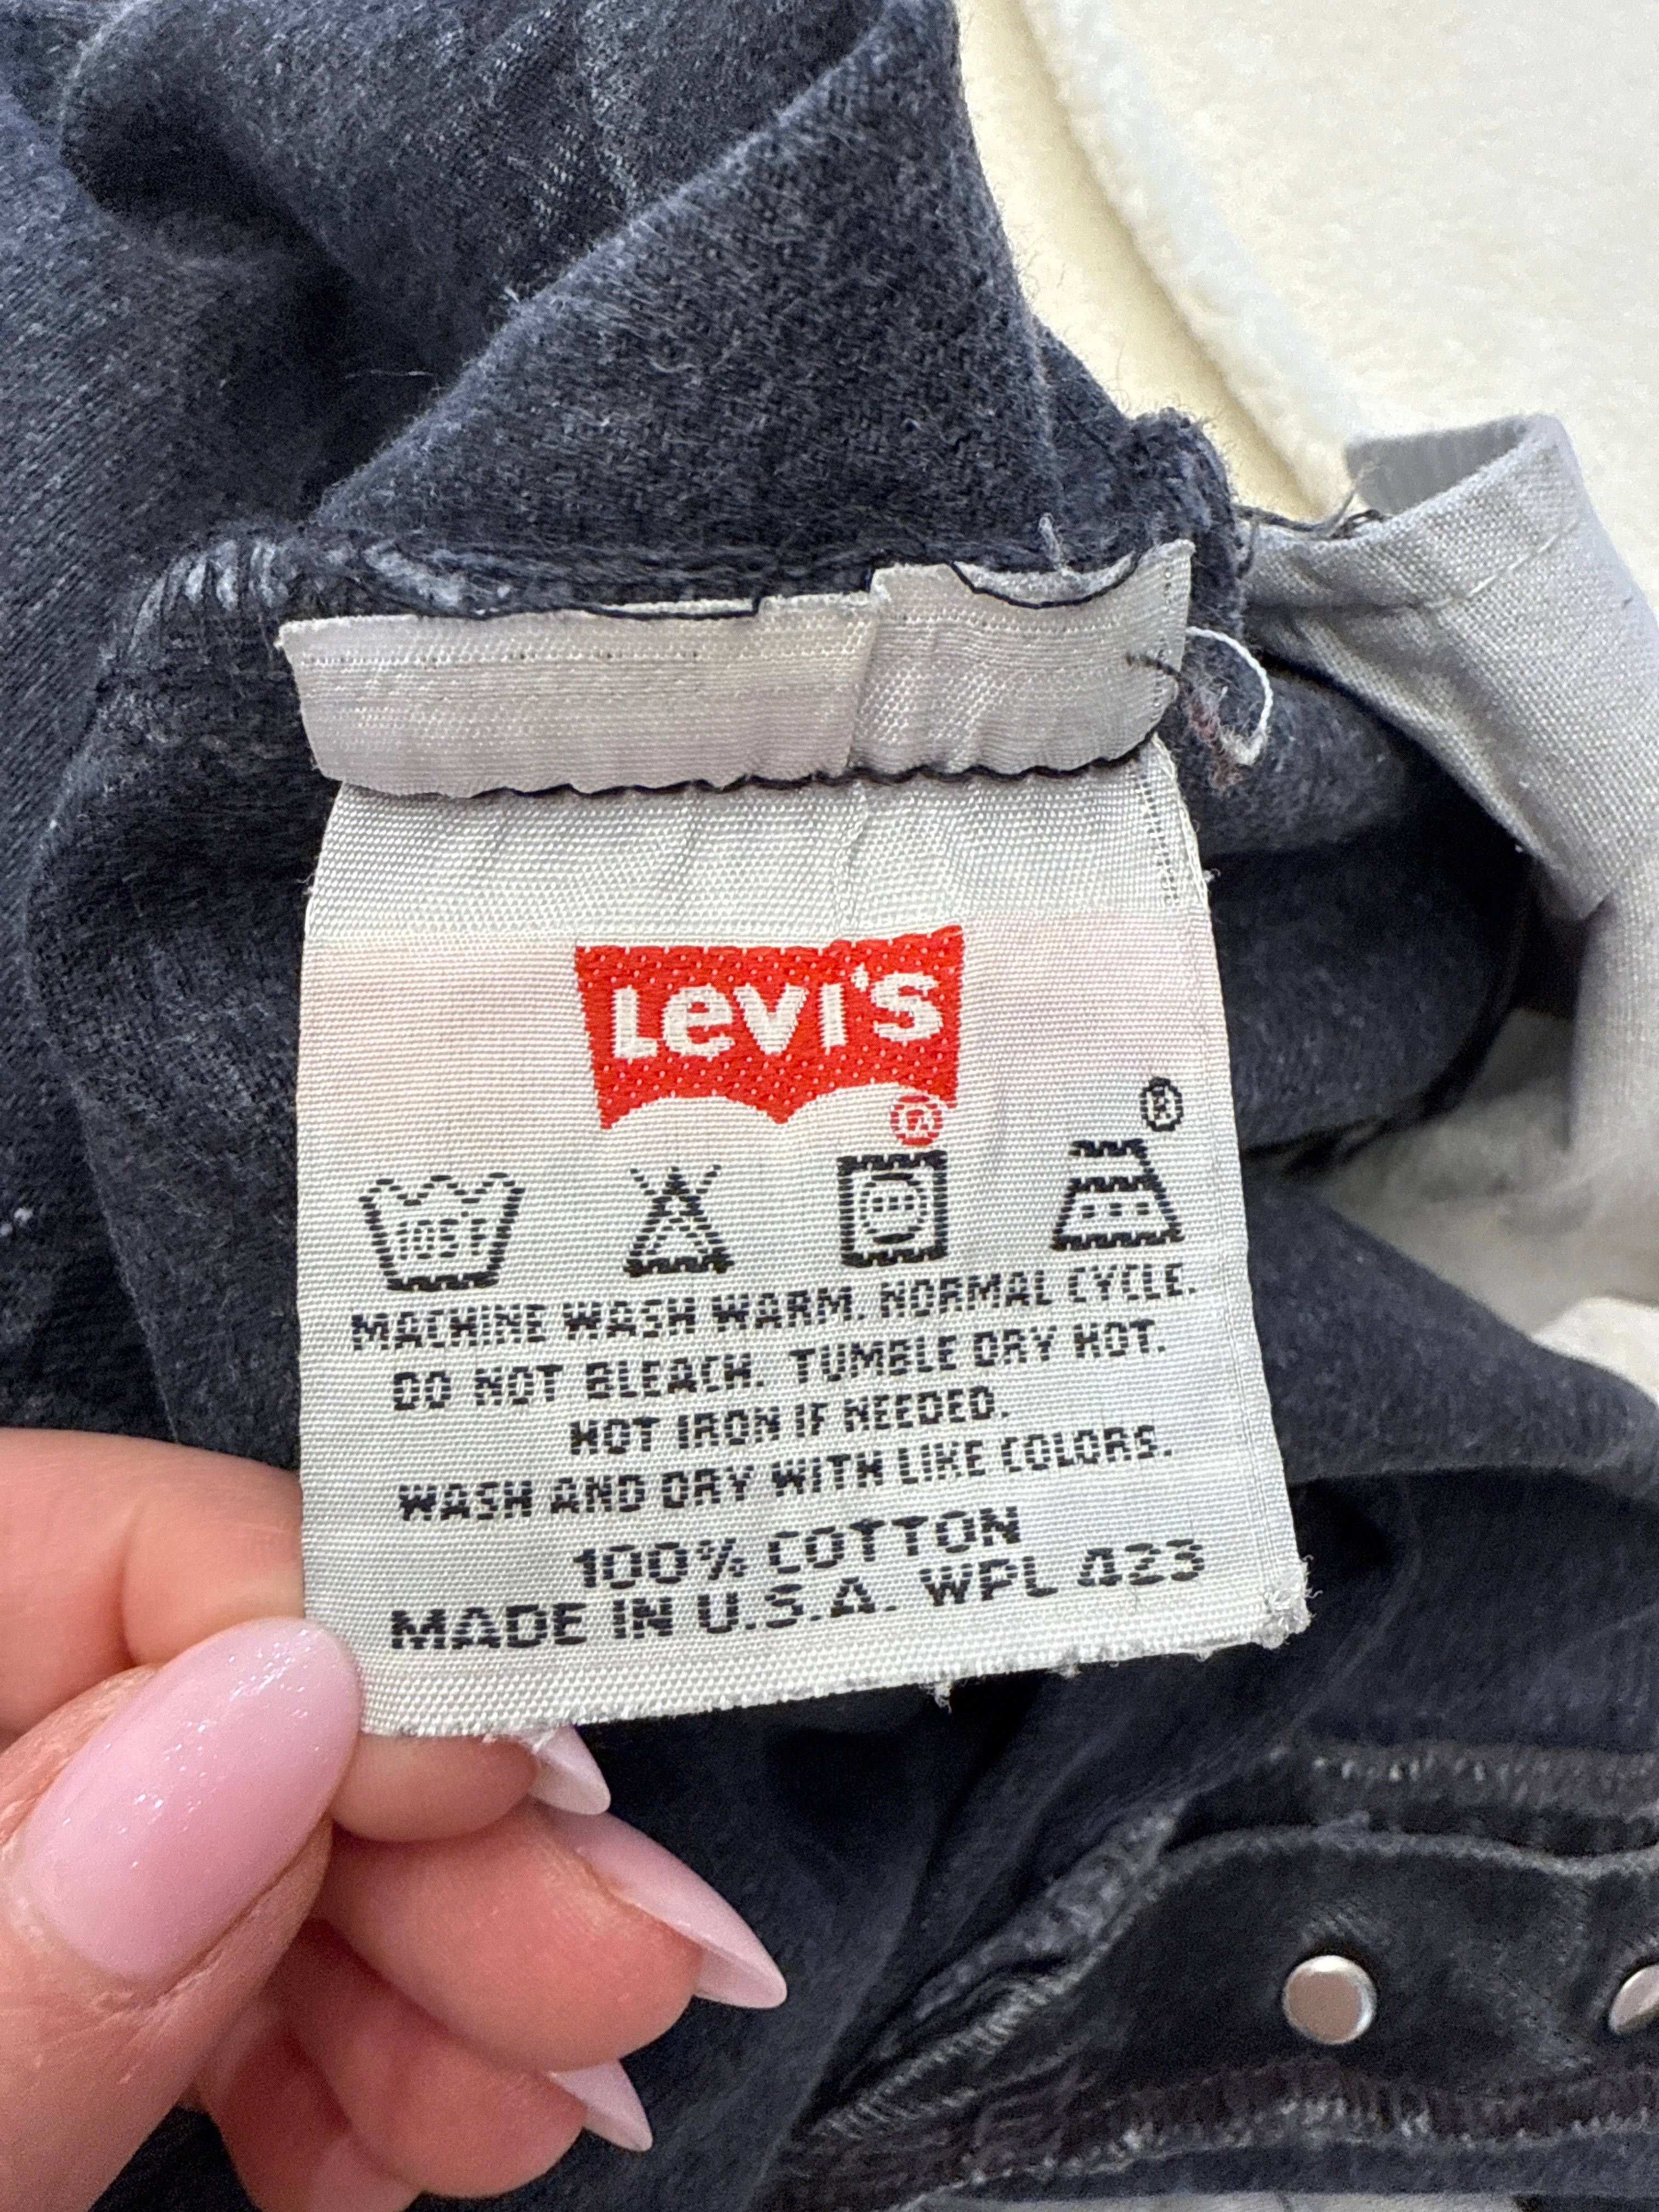 Levi's
®
®
105F
MACHINE WASH WARM. NORMAL CYCLE.
DO NOT BLEACH. TUMBLE DRY HOT.
HOT IRON IF NEEDED.
WASH AND DRY WITH LIKE COLORS.
100% COTTON
MADE IN U.S.A. WPL 423